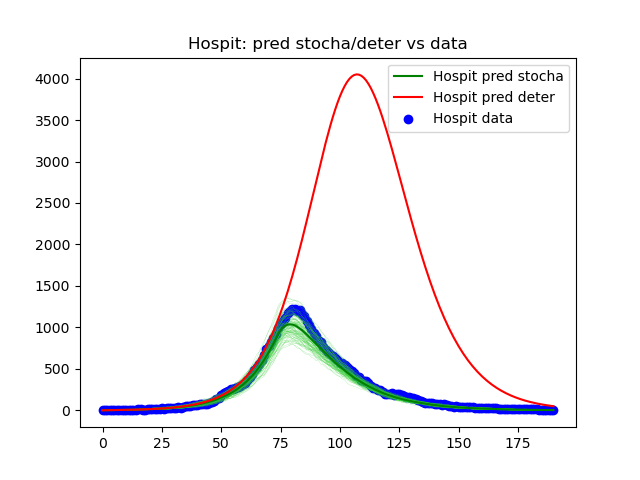 Hospit: pred stocha/deter vs data
Hospit pred stocha
Hospit pred deter
Hospit data
4000
3500
3000
2500
2000
1500
1000
500
0
0 25 50 75 100 125 150 175